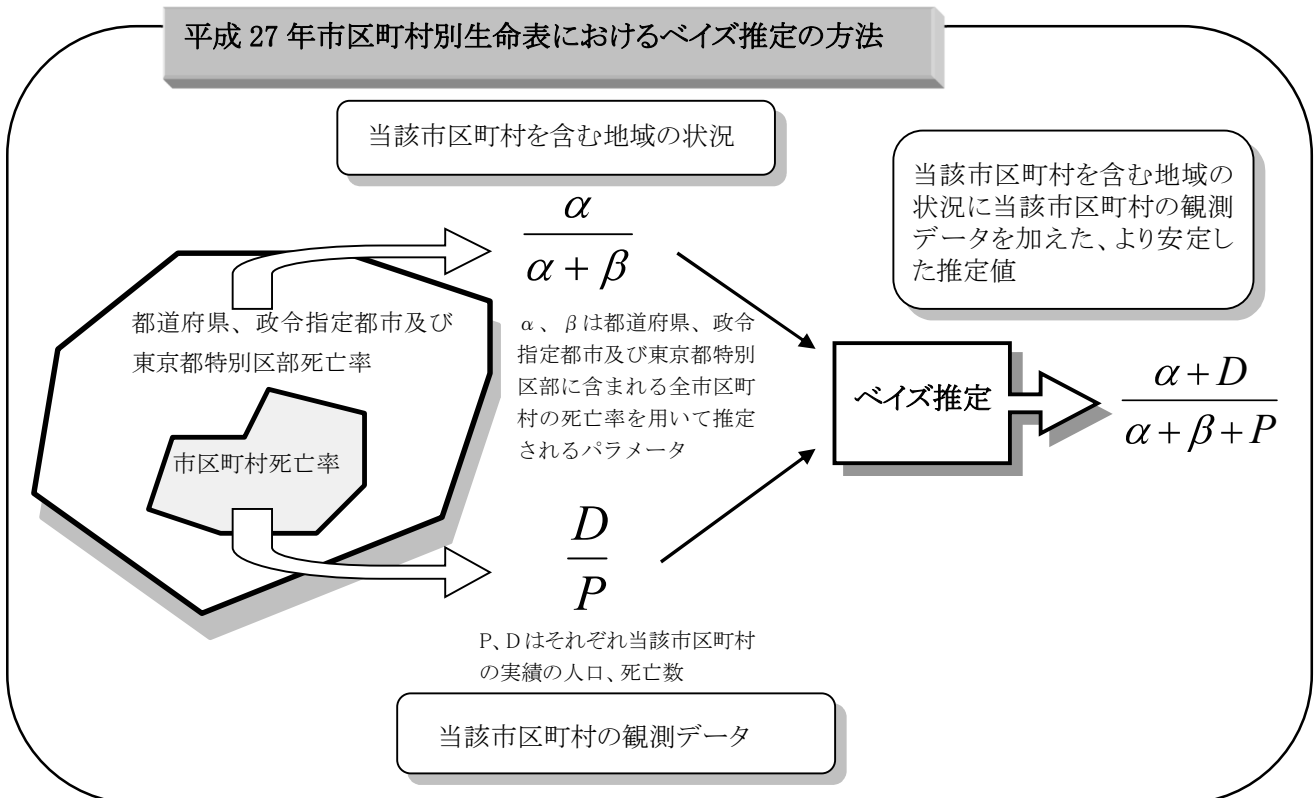 平成 27 年市区町村別生命表におけるベイズ推定の方法
当該市区町村を含む地域の状況
当該市区町村を含む地域の
状況に当該市区町村の観測
データを加えた、より安定し
た推定値
α
α + β
都道府県、政令指定都市及び
東京都特別区部死亡率
α、βは都道府県、政令
指定都市及び東京都特別
区部に含まれる全市区町
村の死亡率を用いて推定
されるパラメータ
ベイズ推定
α + D
α + β + P
市区町村死亡率
D
P
P、D はそれぞれ当該市区町村
の実績の人口、死亡数
当該市区町村の観測データ